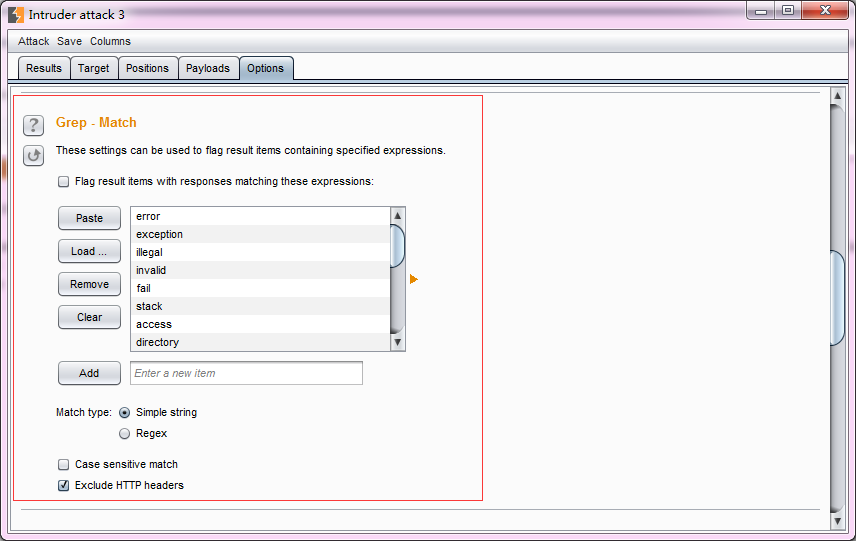 Intruder attack 3
Attack Save Columns
Results Target Positions Payloads Options
? Grep - Match
These settings can be used to flag result items containing specified expressions.
Flag result items with responses matching these expressions:
Paste
Load ...
Remove
Clear
error
exception
illegal
invalid
fail
stack
access
directory
Add Enter a new item
Match type: Simple string
Regex
Case sensitive match
Exclude HTTP headers